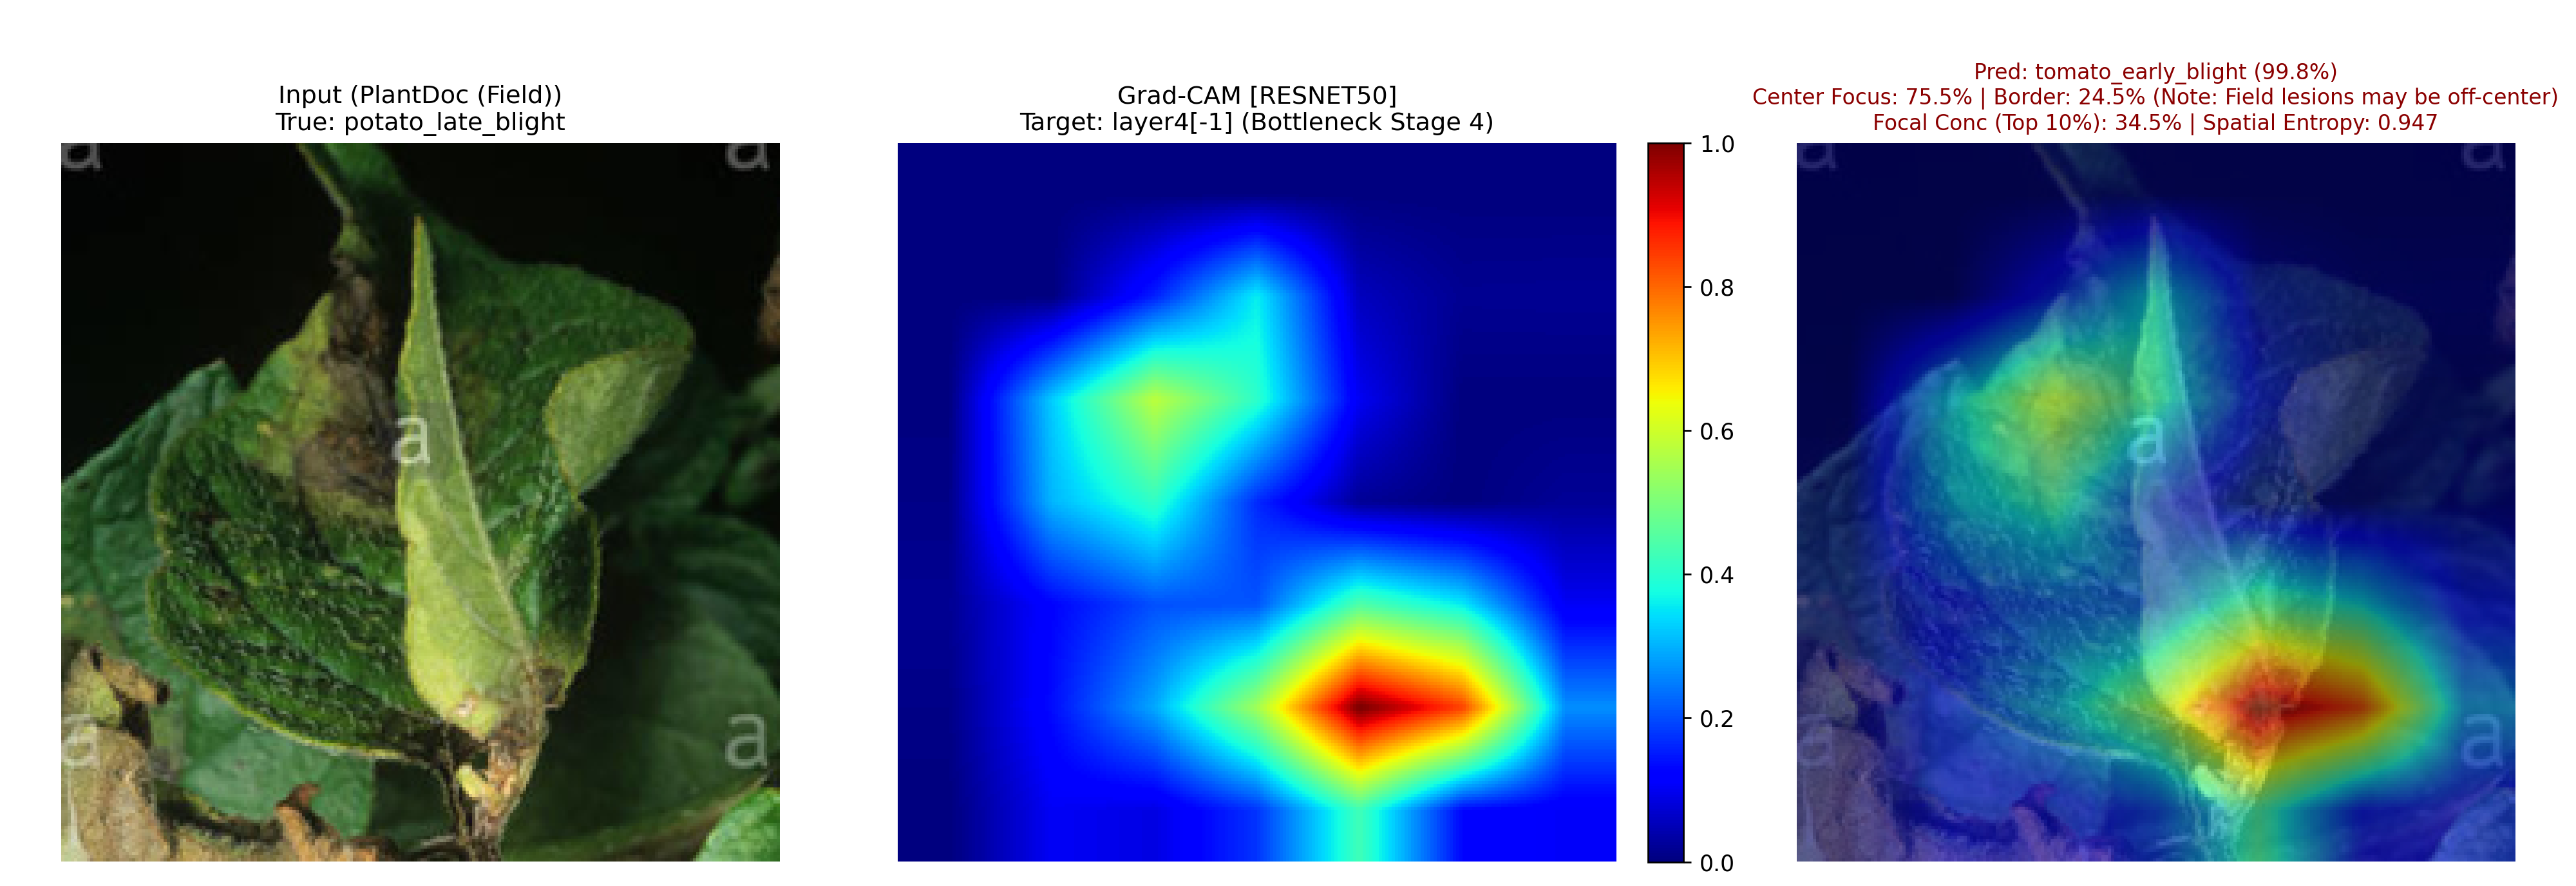 Input (PlantDoc (Field))
True: potato_late_blight
a
a
a
a
a
Grad-CAM [RESNET50]
Target: layer4[-1] (Bottleneck Stage 4)
1.0
0.8
0.6
0.4
0.2
0.0
Pred: tomato_early_blight (99.8%)
Center Focus: 75.5% | Border: 24.5% (Note: Field lesions may be off-center)
Focal Conc (Top 10%): 34.5% | Spatial Entropy: 0.947
a
a
a
a
a